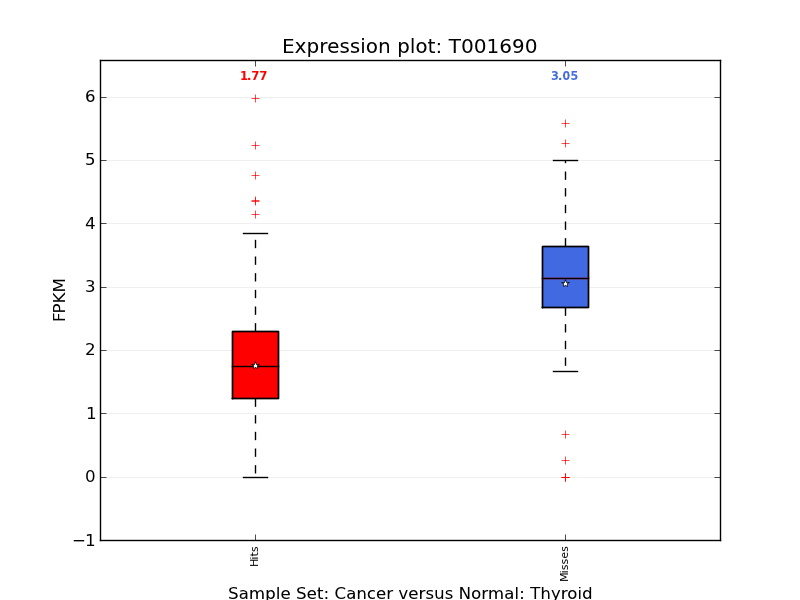 Expression plot: T001690
1.77
3.05
6
5
4
3
2
1
0
−1
FPKM
Hits
Misses
Sample Set: Cancer versus Normal: Thyroid